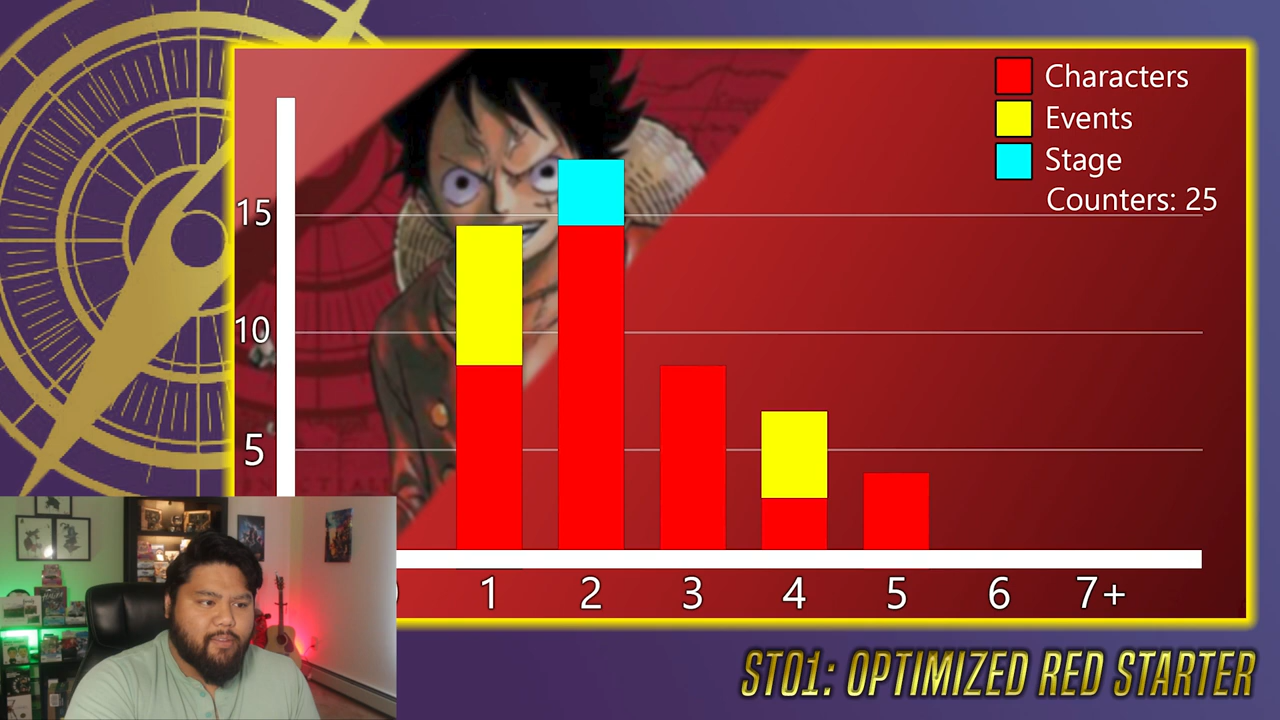 Characters
Events
Stage
Counters: 25
15
10
5
1 2 3 4 5 6 7+
ST01: OPTIMIZED RED STARTER